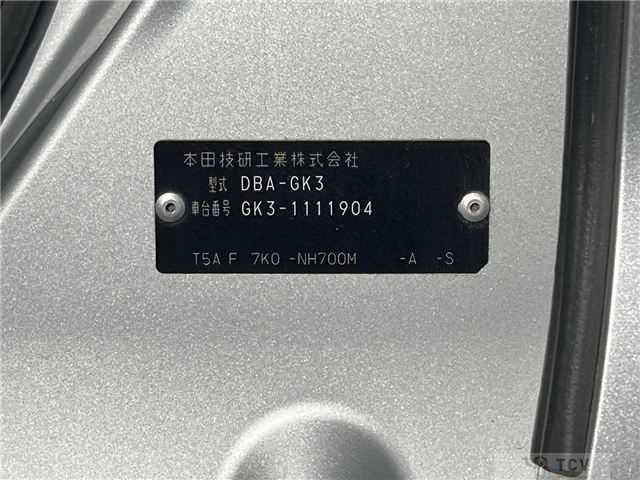 本田技研工業株式会社
型式 DBA-GK3
車台番号 GK3-1111904
T5A F 7K0 -NH700M -A -S
TCV